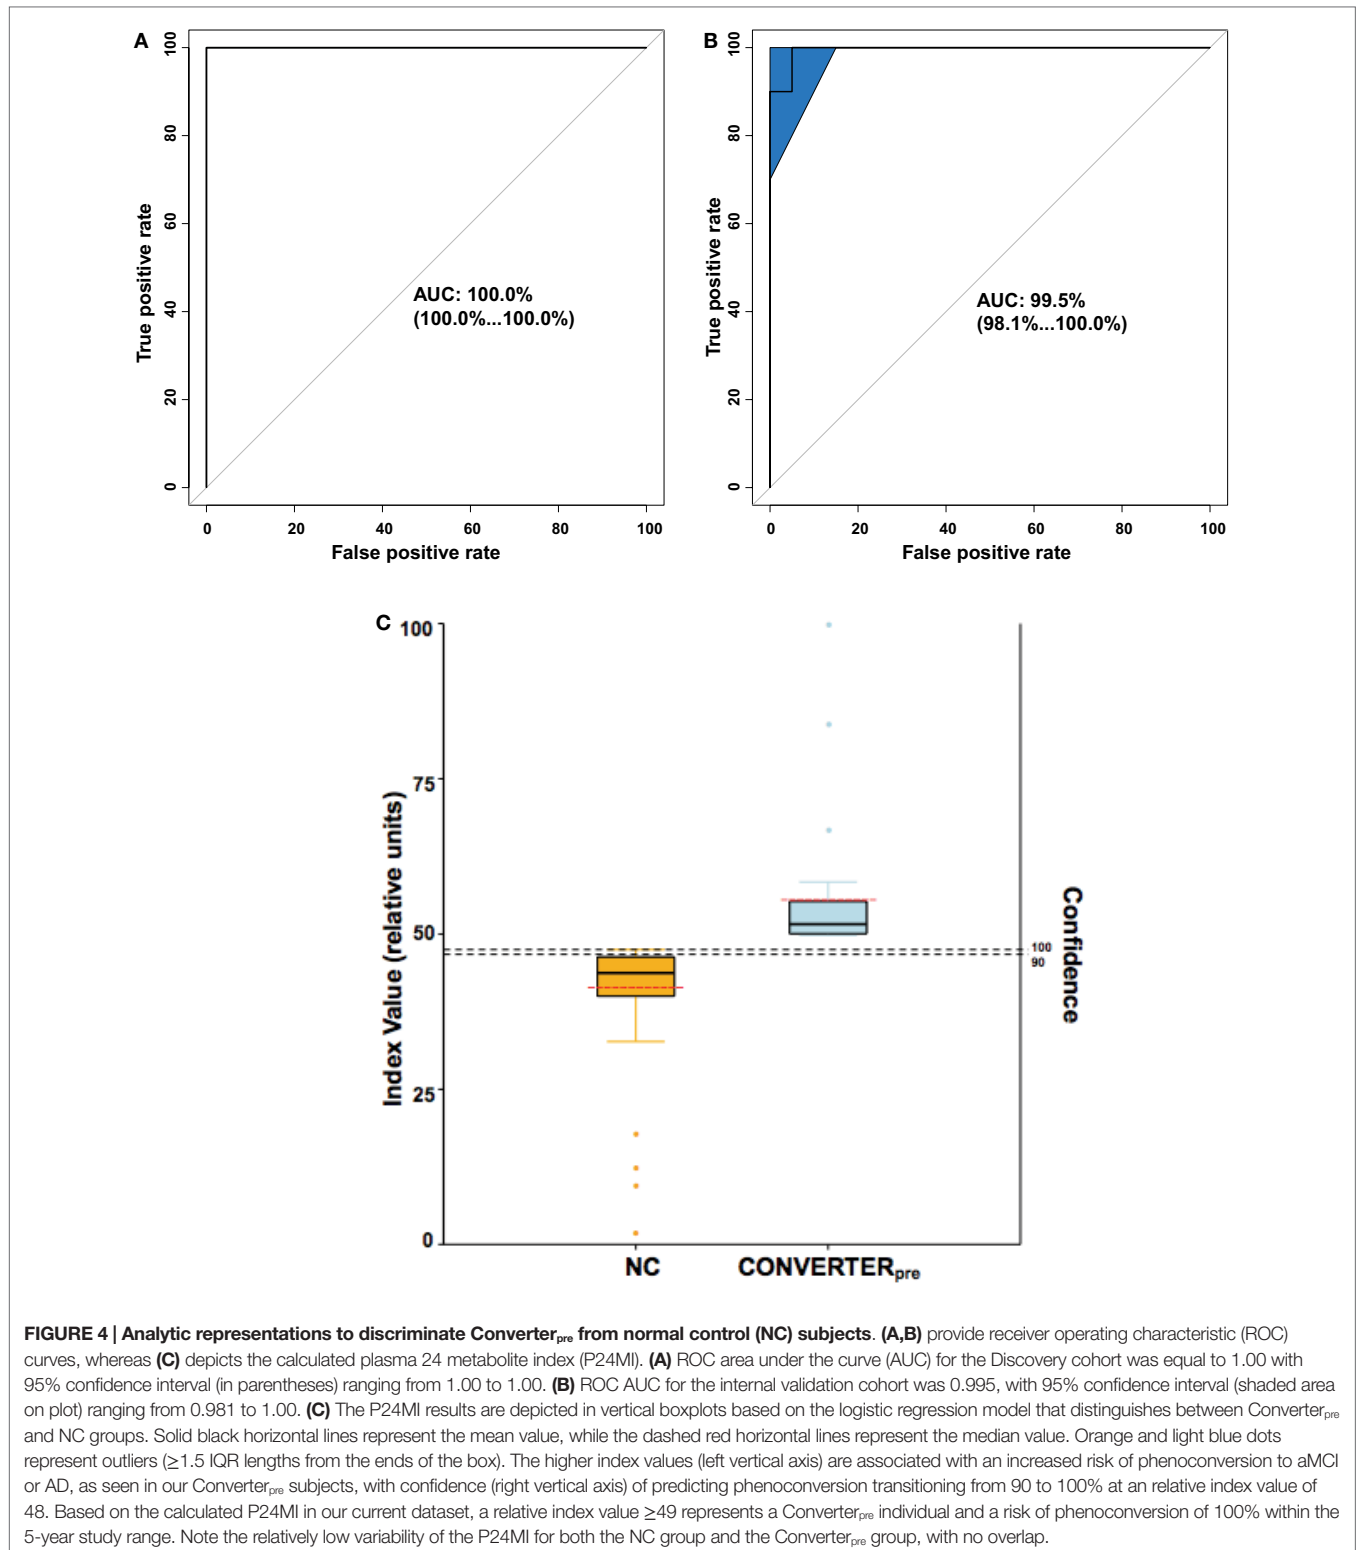 A
B
100
80
60
40
20
0
True positive rate
AUC: 100.0%
(100.0%...100.0%)
0 20 40 60 80 100
False positive rate
100
80
60
40
20
0
True positive rate
AUC: 99.5%
(98.1%...100.0%)
0 20 40 60 80 100
False positive rate
C
100
75
50
25
0
Index Value (relative units)
100
90
Confidence
NC CONVERTERpre
FIGURE 4 | Analytic representations to discriminate Converterpre from normal control (NC) subjects. (A,B) provide receiver operating characteristic (ROC)
curves, whereas (C) depicts the calculated plasma 24 metabolite index (P24MI). (A) ROC area under the curve (AUC) for the Discovery cohort was equal to 1.00 with
95% confidence interval (in parentheses) ranging from 1.00 to 1.00. (B) ROC AUC for the internal validation cohort was 0.995, with 95% confidence interval (shaded area
on plot) ranging from 0.981 to 1.00. (C) The P24MI results are depicted in vertical boxplots based on the logistic regression model that distinguishes between Converterpre
and NC groups. Solid black horizontal lines represent the mean value, while the dashed red horizontal lines represent the median value. Orange and light blue dots
represent outliers (≥1.5 IQR lengths from the ends of the box). The higher index values (left vertical axis) are associated with an increased risk of phenoconversion to aMCI
or AD, as seen in our Converterpre subjects, with confidence (right vertical axis) of predicting phenoconversion transitioning from 90 to 100% at an relative index value of
48. Based on the calculated P24MI in our current dataset, a relative index value ≥49 represents a Converterpre individual and a risk of phenoconversion of 100% within the
5-year study range. Note the relatively low variability of the P24MI for both the NC group and the Converterpre group, with no overlap.